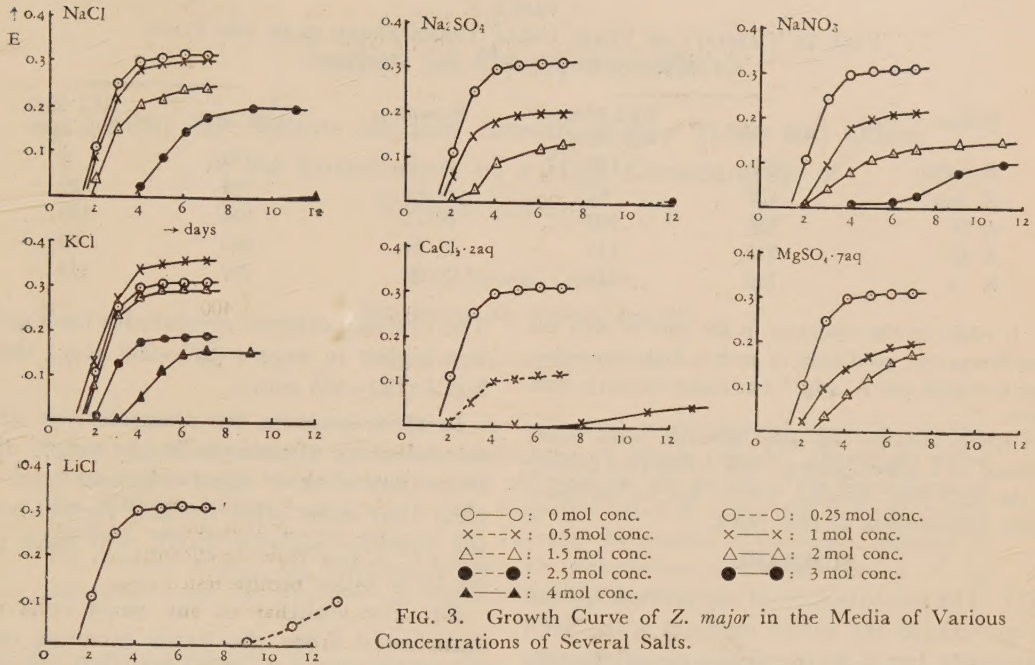 NaCl
↑
E
0.4
0.3
0.2
0.1
0 2 4 6 8 10 12
→ days
Na₂SO₄
0.4
0.3
0.2
0.1
0 2 4 6 8 10 12
NaNO₃
0.4
0.3
0.2
0.1
0 2 4 6 8 10 12
KCl
0.4
0.3
0.2
0.1
0 2 4 6 8 10 12
CaCl₂·2aq
0.4
0.3
0.2
0.1
0 2 4 6 8 10 12
MgSO₄·7aq
0.4
0.3
0.2
0.1
0 2 4 6 8 10 12
LiCl
0.4
0.3
0.2
0.1
0 2 4 6 8 10 12
: 0 mol conc.
: 0.25 mol conc.
: 0.5 mol conc.
: 1 mol conc.
: 1.5 mol conc.
: 2 mol conc.
: 2.5 mol conc.
: 3 mol conc.
: 4 mol conc.
FIG. 3. Growth Curve of Z. major in the Media of Various
Concentrations of Several Salts.